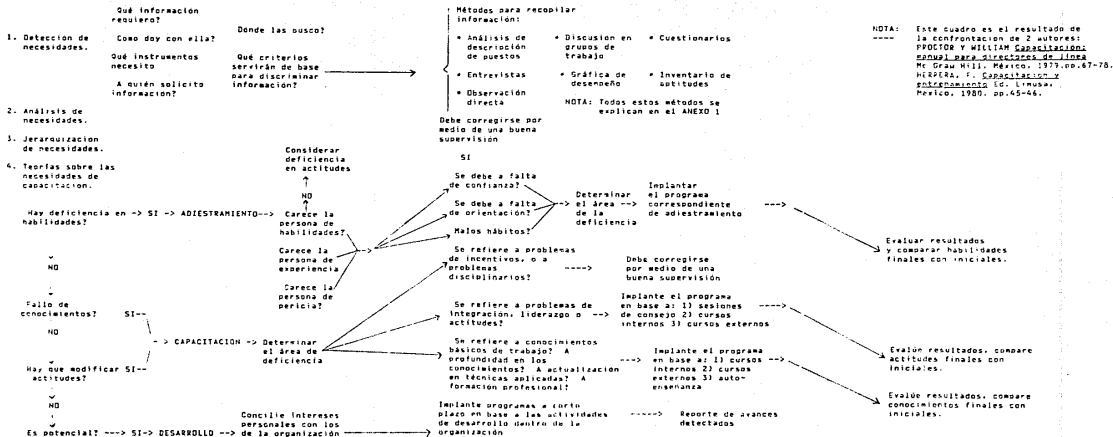 Qué información
requiero?
Donde las busco?
1. Detección de
necesidades.
Como doy con ella?
Qué instrumentos
necesito
A quién solicito
información?
Qué criterios
servirán de base
para discriminar
información?
Métodos para recopilar
información:
* Análisis de
descripción
de puestos
* Discusión en
grupos de
trabajo
* Cuestionarios
* Entrevistas
* Gráfica de
desempeño
* Inventario de
aptitudes
* Observación
directa
NOTA: Todos estos métodos se
explican en el ANEXO 1
NOTA: Este cuadro es el resultado de
la confrontación de 2 autores:
PROCTOR Y WILLIAM Capacitación:
manual para directores de línea
Mc Graw Hill. México. 1979.pp.67-78.
HERRERA, F. Capacitación y
entrenamiento Ed. Limusa.
México. 1980. pp.45-46.
2. Análisis de
necesidades.
3. Jerarquización
de necesidades.
4. Teorías sobre las
necesidades de
capacitación.
Debe corregirse por
medio de una buena
supervisión
SI
Considerar
deficiencia
en actitudes
NO
Hay deficiencia en -> SI -> ADIESTRAMIENTO--> Carece la
habilidades?
persona de
habilidades?
Carece la
persona de
experiencia
Carece la
persona de
pericia?
Se debe a falta
de confianza?
Se debe a falta
de orientación?
Malos hábitos?
Determinar
el área
de la
deficiencia
Implantar
el programa
correspondiente
de adiestramiento
Evaluar resultados
y comparar habilidades
finales con iniciales.
NO
Se refiere a problemas
de incentivos, o a
problemas
disciplinarios?
Debe corregirse
por medio de una
buena supervisión
Fallo de
conocimientos? SI--
NO
-> CAPACITACION -> Determinar
el área de
deficiencia
Hay que modificar SI--
actitudes?
Se refiere a problemas de
integración, liderazgo o
actitudes?
Implante el programa
en base a: 1) sesiones
de consejo 2) cursos
internos 3) cursos externos
Evalúe resultados, compare
actitudes finales con
iniciales.
Se refiere a conocimientos
básicos de trabajo? A
profundidad en los
conocimientos? A actualización
en técnicas aplicadas? A
formación profesional?
Implante el programa
en base a: 1) cursos
internos 2) cursos
externos 3) auto-
enseñanza
Evalúe resultados, compare
conocimientos finales con
iniciales.
NO
Es potencial? ---> SI-> DESARROLLO --> Concilie intereses
personales con los
de la organización
Implante programas a corto
plazo en base a las actividades
de desarrollo dentro de la
organización
Reporte de avances
detectados